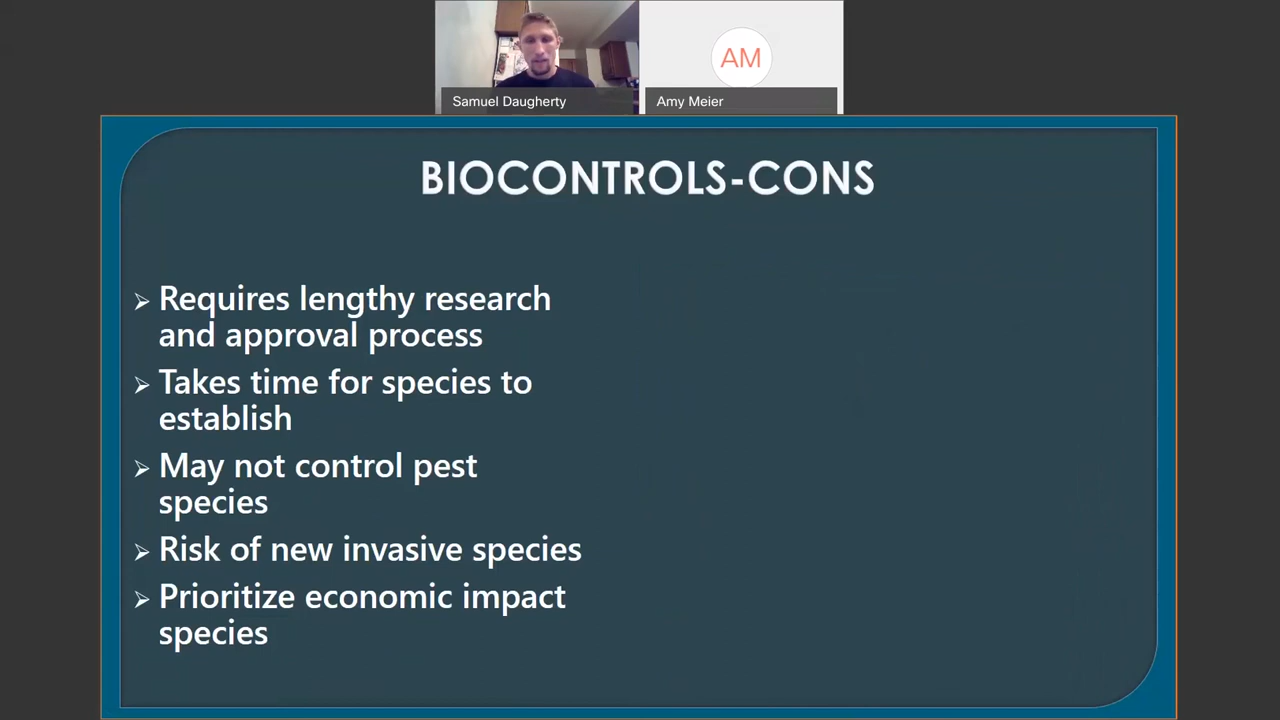 AM
Samuel Daugherty
Amy Meier
BIOCONTROLS-CONS
➢ Requires lengthy research
and approval process
➢ Takes time for species to
establish
➢ May not control pest
species
➢ Risk of new invasive species
➢ Prioritize economic impact
species